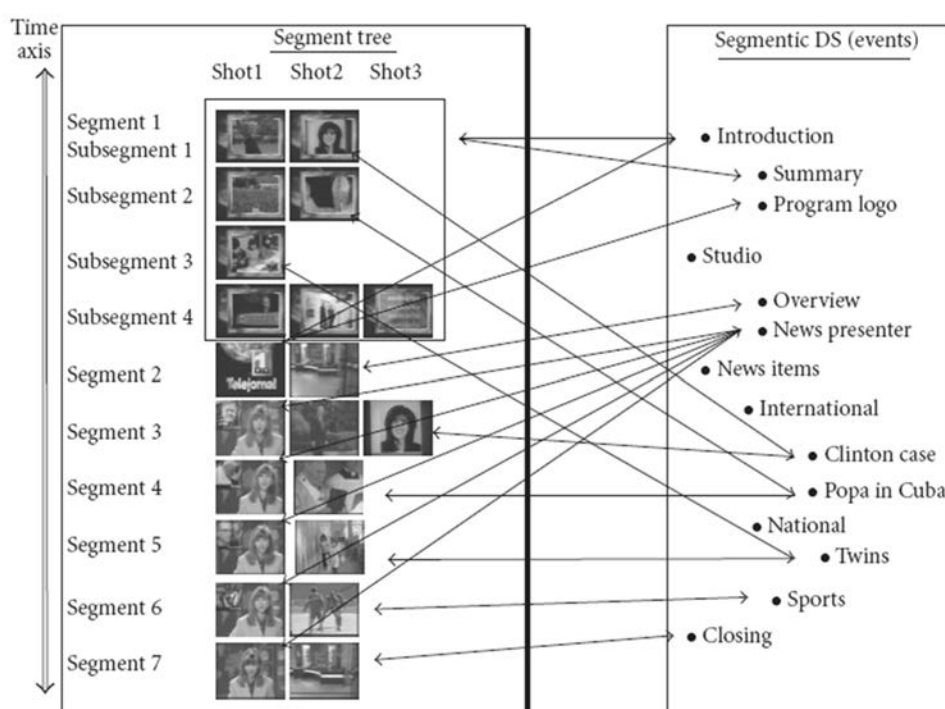 Time
axis
Segment tree
Shot1 Shot2 Shot3
Segment 1
Subsegment 1
Subsegment 2
Subsegment 3
Subsegment 4
Segment 2
Telejornal
Segment 3
Segment 4
Segment 5
Segment 6
Segment 7
Segmentic DS (events)
Introduction
Summary
Program logo
Studio
Overview
News presenter
News items
International
Clinton case
Popa in Cuba
National
Twins
Sports
Closing